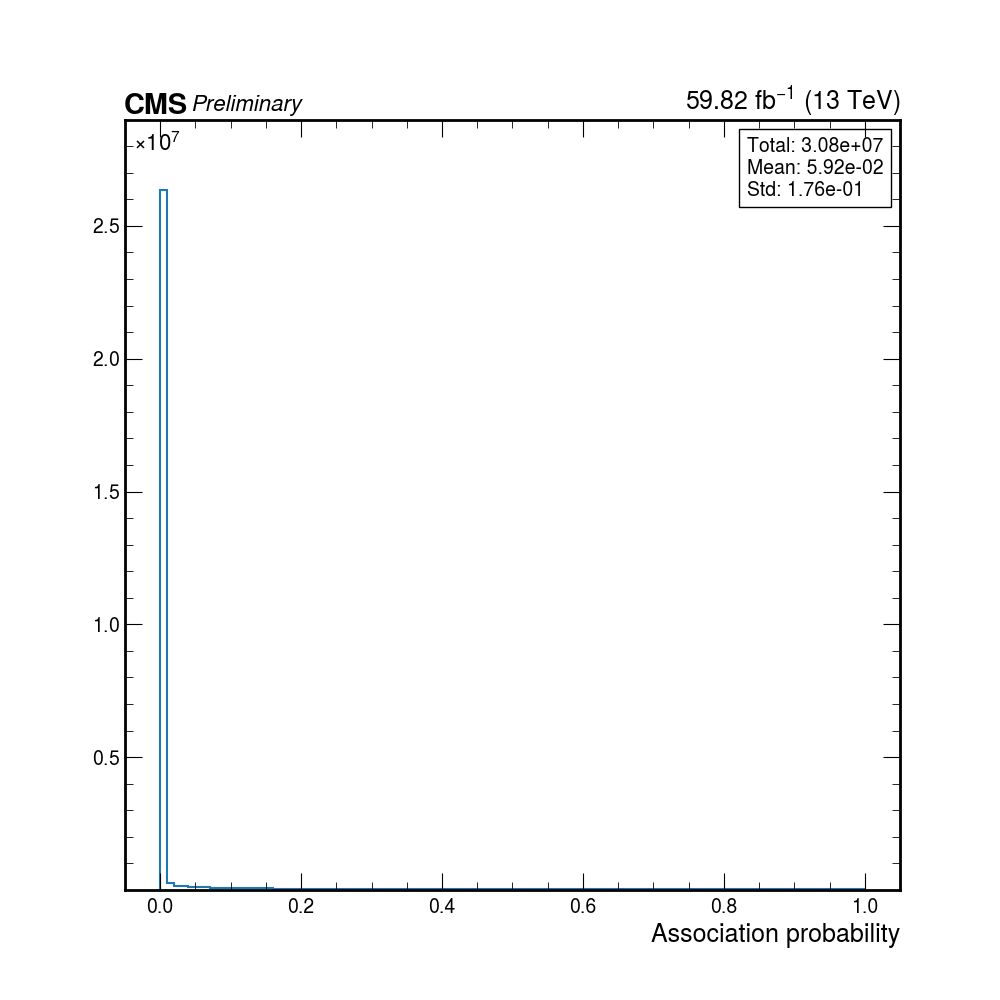 CMS Preliminary 59.82 fb⁻¹ (13 TeV)
×10⁷
Total: 3.08e+07
Mean: 5.92e-02
Std: 1.76e-01
2.5
2.0
1.5
1.0
0.5
0.0 0.2 0.4 0.6 0.8 1.0
Association probability